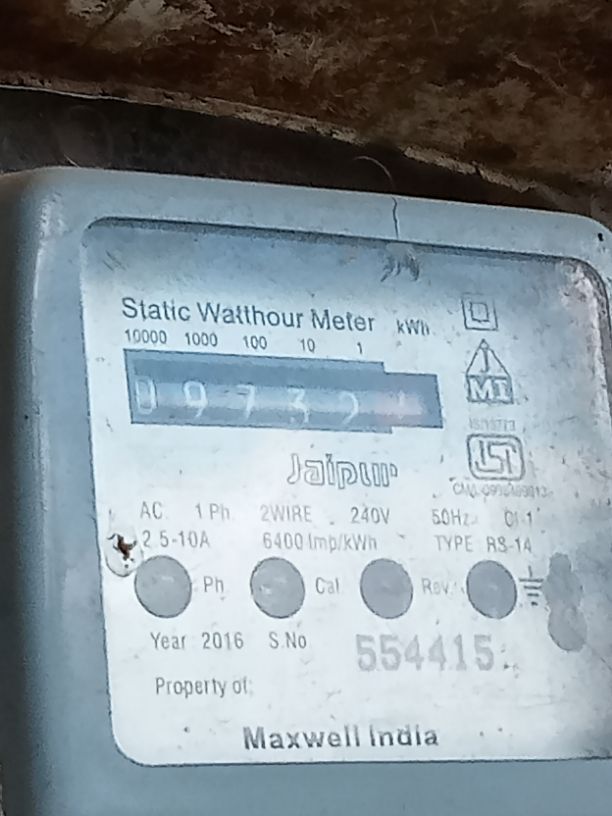 Static Watthour Meter kWh
10000 1000 100 10 1
0 9 7 3 2
Jaipur
AC 1 Ph 2WIRE 240V 50Hz Cl-1
2.5-10A 6400 Imp/kWh TYPE RS-14
Ph Cal Rev
Year 2016 S.No 554415
Property of:
Maxwell India